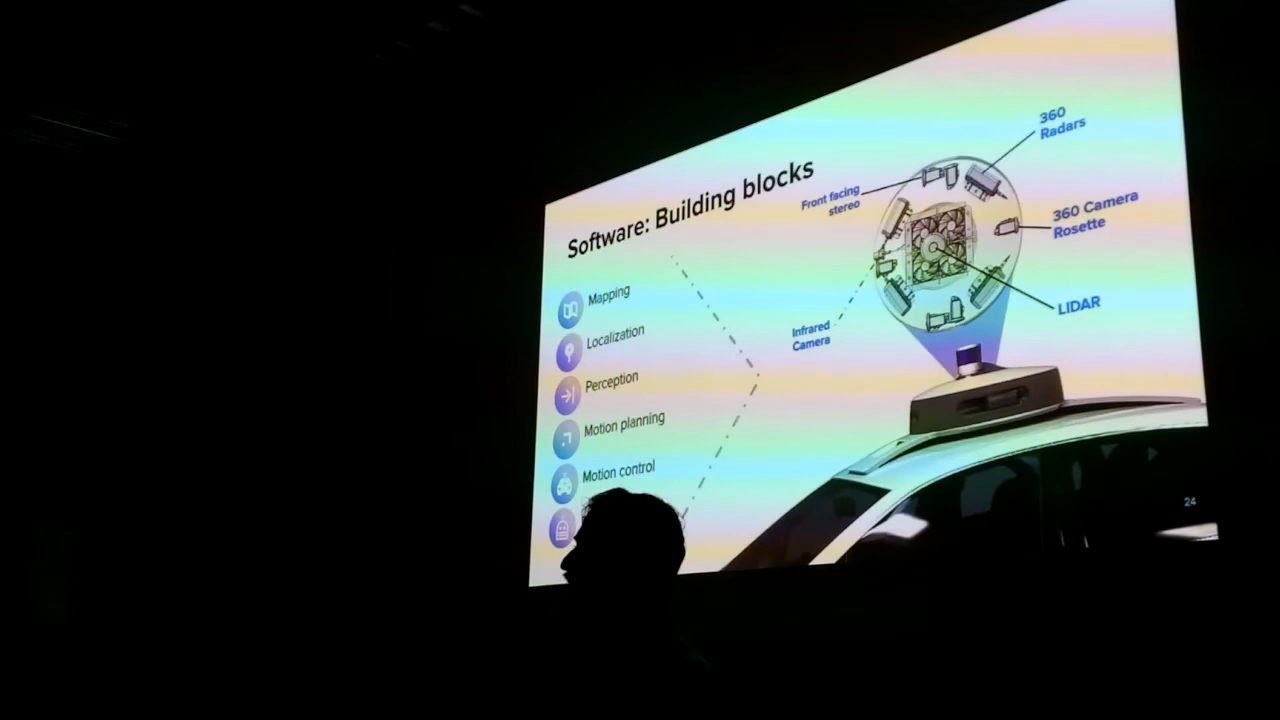 Software: Building blocks
Mapping
Localization
Perception
Motion planning
Motion control
Front facing
stereo
360
Radars
360 Camera
Rosette
LIDAR
Infrared
Camera
24